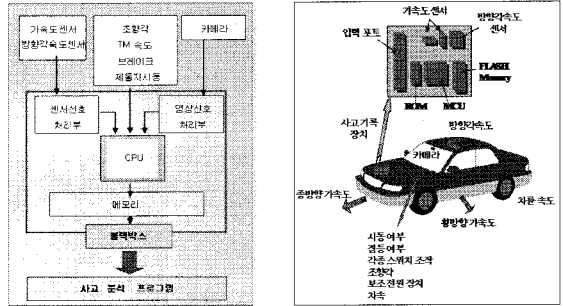 가속도센서
방향각속도센서
조향각
TM 속도
브레이크
제동지시등
카메라
센서신호
처리부
영상신호
처리부
CPU
메모리
블랙박스
사고 분석 프로그램
가속도 센서
방향각속도
센서
입력 포트
FLASH
Memory
ROM
MCU
사고기록
장치
방향각속도
카메라
종방향 가속도
차륜 속도
횡방향 가속도
시동여부
점등여부
각종스위치 조작
조향각
보조전원 장치
차속